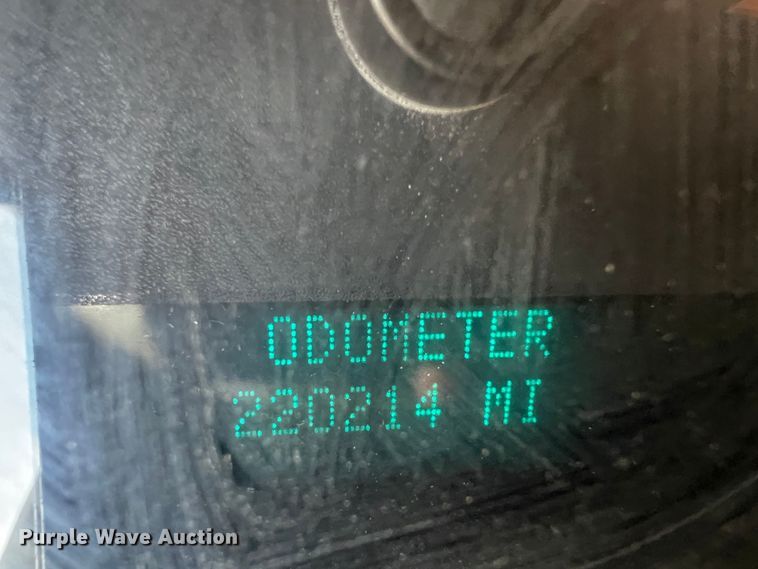 ODOMETER
220214 MI
Purple Wave Auction